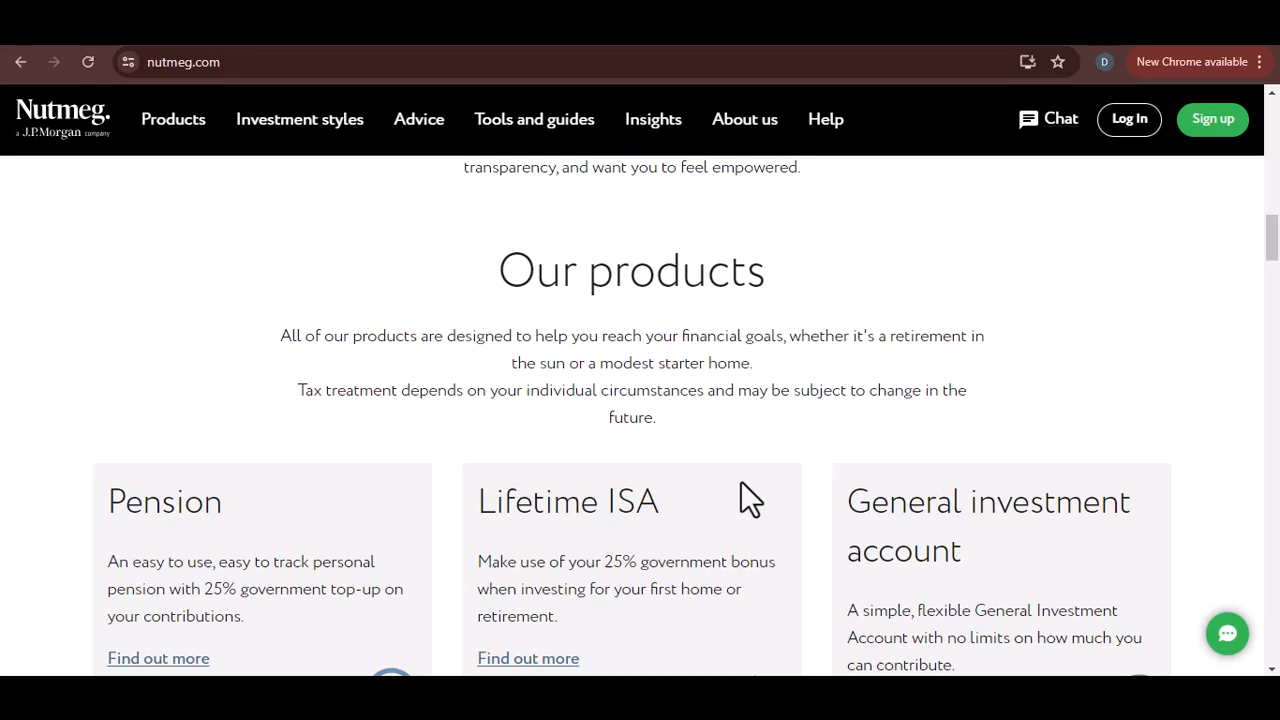 nutmeg.com
D
New Chrome available
Nutmeg.
a J.P.Morgan company
Products
Investment styles
Advice
Tools and guides
Insights
About us
Help
Chat
Log In
Sign up
transparency, and want you to feel empowered.
Our products
All of our products are designed to help you reach your financial goals, whether it's a retirement in
the sun or a modest starter home.
Tax treatment depends on your individual circumstances and may be subject to change in the
future.
Pension
An easy to use, easy to track personal
pension with 25% government top-up on
your contributions.
Find out more
Lifetime ISA
Make use of your 25% government bonus
when investing for your first home or
retirement.
Find out more
General investment
account
A simple, flexible General Investment
Account with no limits on how much you
can contribute.